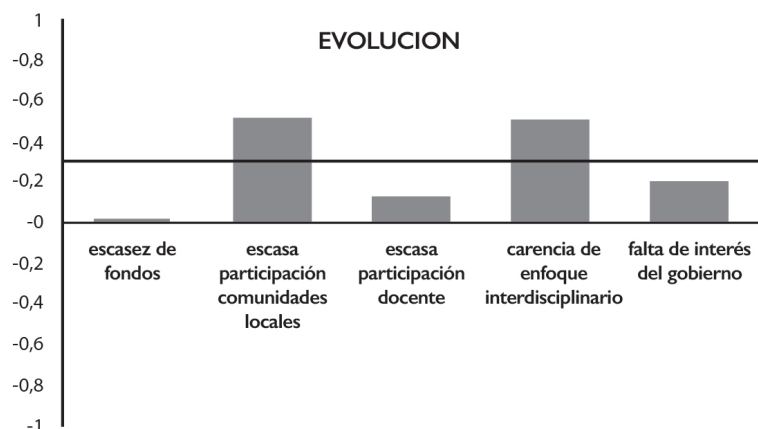 EVOLUCION
1
-0,8
-0,6
-0,4
-0,2
-0
-0,2
-0,4
-0,6
-0,8
-1
escasez de
fondos
escasa
participación
comunidades
locales
escasa
participación
docente
carencia de
enfoque
interdisciplinario
falta de interés
del gobierno